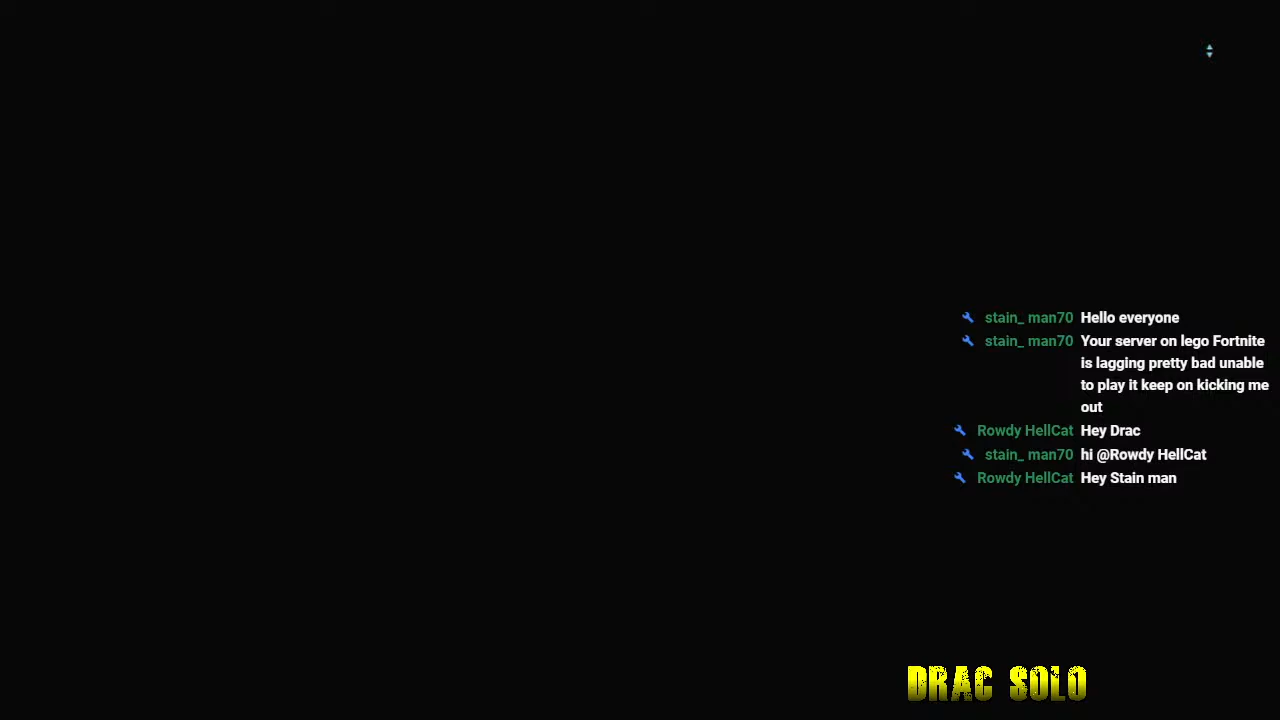 stain_ man70 Hello everyone
stain_ man70 Your server on lego Fortnite
is lagging pretty bad unable
to play it keep on kicking me
out
Rowdy HellCat Hey Drac
stain_ man70 hi @Rowdy HellCat
Rowdy HellCat Hey Stain man
DRAC SOLO